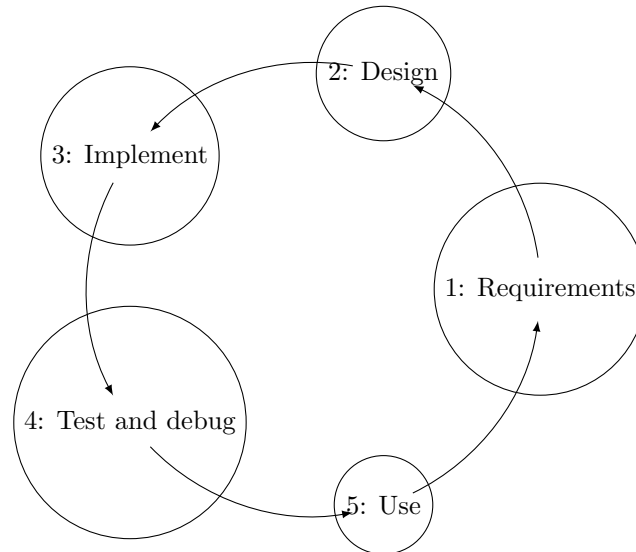 2: Design
3: Implement
1: Requirements
4: Test and debug
5: Use